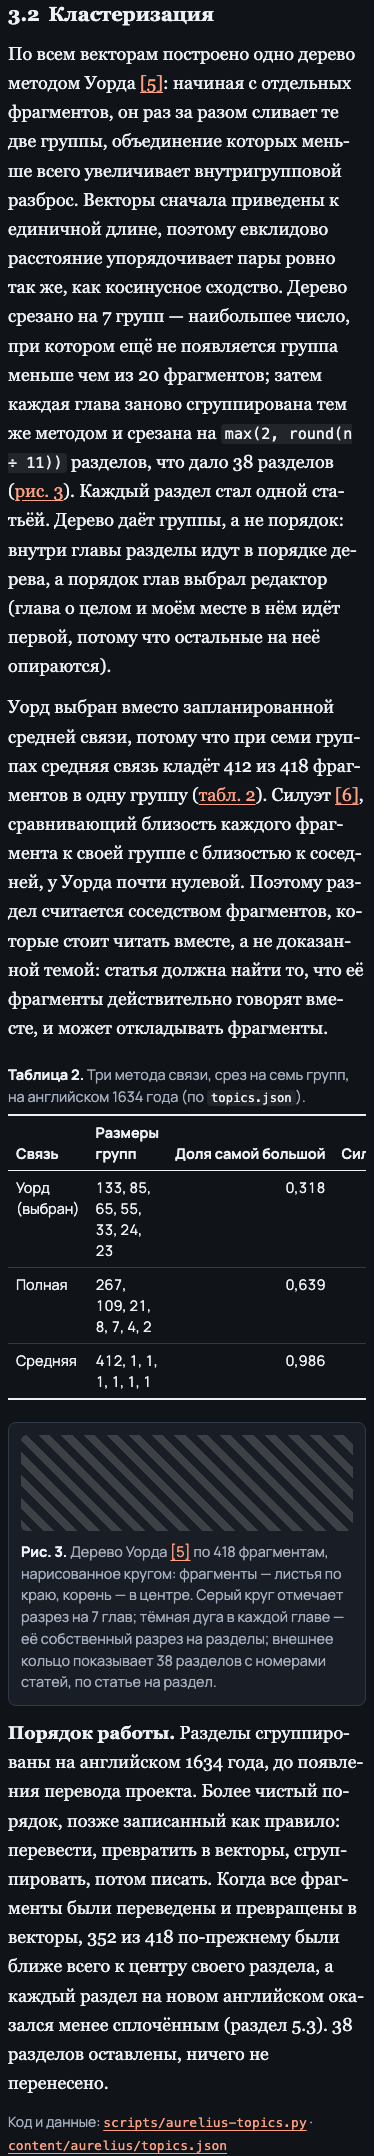 3.2 Кластеризация
По всем векторам построено одно дерево
методом Уорда [5]: начиная с отдельных
фрагментов, он раз за разом сливает те
две группы, объединение которых мень-
ше всего увеличивает внутригрупповой
разброс. Векторы сначала приведены к
единичной длине, поэтому евклидово
расстояние упорядочивает пары ровно
так же, как косинусное сходство. Дерево
срезано на 7 групп — наибольшее число,
при котором ещё не появляется группа
меньше чем из 20 фрагментов; затем
каждая глава заново сгруппирована тем
же методом и срезана на max(2, round(n
÷ 11)) разделов, что дало 38 разделов
(рис. 3). Каждый раздел стал одной ста-
тьёй. Дерево даёт группы, а не порядок:
внутри главы разделы идут в порядке де-
рева, а порядок глав выбрал редактор
(глава о целом и моём месте в нём идёт
первой, потому что остальные на неё
опираются).
Уорд выбран вместо запланированной
средней связи, потому что при семи груп-
пах средняя связь кладёт 412 из 418 фраг-
ментов в одну группу (табл. 2). Силуэт [6],
сравнивающий близость каждого фраг-
мента к своей группе с близостью к сосед-
ней, у Уорда почти нулевой. Поэтому раз-
дел считается соседством фрагментов, ко-
торые стоит читать вместе, а не доказан-
ной темой: статья должна найти то, что её
фрагменты действительно говорят вме-
сте, и может откладывать фрагменты.
Таблица 2. Три метода связи, срез на семь групп,
на английском 1634 года (по topics.json).
Связь Размеры групп Доля самой большой Сил
Уорд (выбран) 133, 85, 65, 55, 33, 24, 23 0,318
Полная 267, 109, 21, 8, 7, 4, 2 0,639
Средняя 412, 1, 1, 1, 1, 1, 1 0,986
Рис. 3. Дерево Уорда [5] по 418 фрагментам,
нарисованное кругом: фрагменты — листья по
краю, корень — в центре. Серый круг отмечает
разрез на 7 глав; тёмная дуга в каждой главе —
её собственный разрез на разделы; внешнее
кольцо показывает 38 разделов с номерами
статей, по статье на раздел.
Порядок работы. Разделы сгруппиро-
ваны на английском 1634 года, до появле-
ния перевода проекта. Более чистый по-
рядок, позже записанный как правило:
перевести, превратить в векторы, сгруп-
пировать, потом писать. Когда все фраг-
менты были переведены и превращены в
векторы, 352 из 418 по-прежнему были
ближе всего к центру своего раздела, а
каждый раздел на новом английском ока-
зался менее сплочённым (раздел 5.3). 38
разделов оставлены, ничего не
перенесено.
Код и данные: scripts/aurelius-topics.py ·
content/aurelius/topics.json